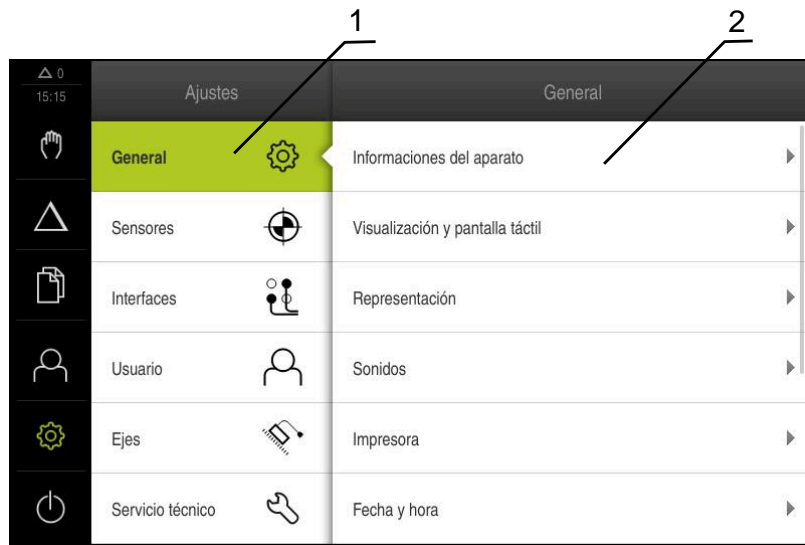 1
2
0
15:15
Ajustes
General
General
Informaciones del aparato
Sensores
Visualización y pantalla táctil
Interfaces
Representación
Usuario
Sonidos
Ejes
Impresora
Servicio técnico
Fecha y hora